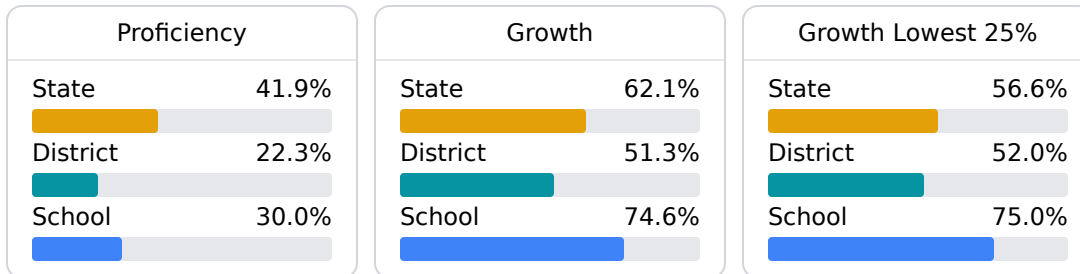 Proficiency
State 41.9%
District 22.3%
School 30.0%
Growth
State 62.1%
District 51.3%
School 74.6%
Growth Lowest 25%
State 56.6%
District 52.0%
School 75.0%